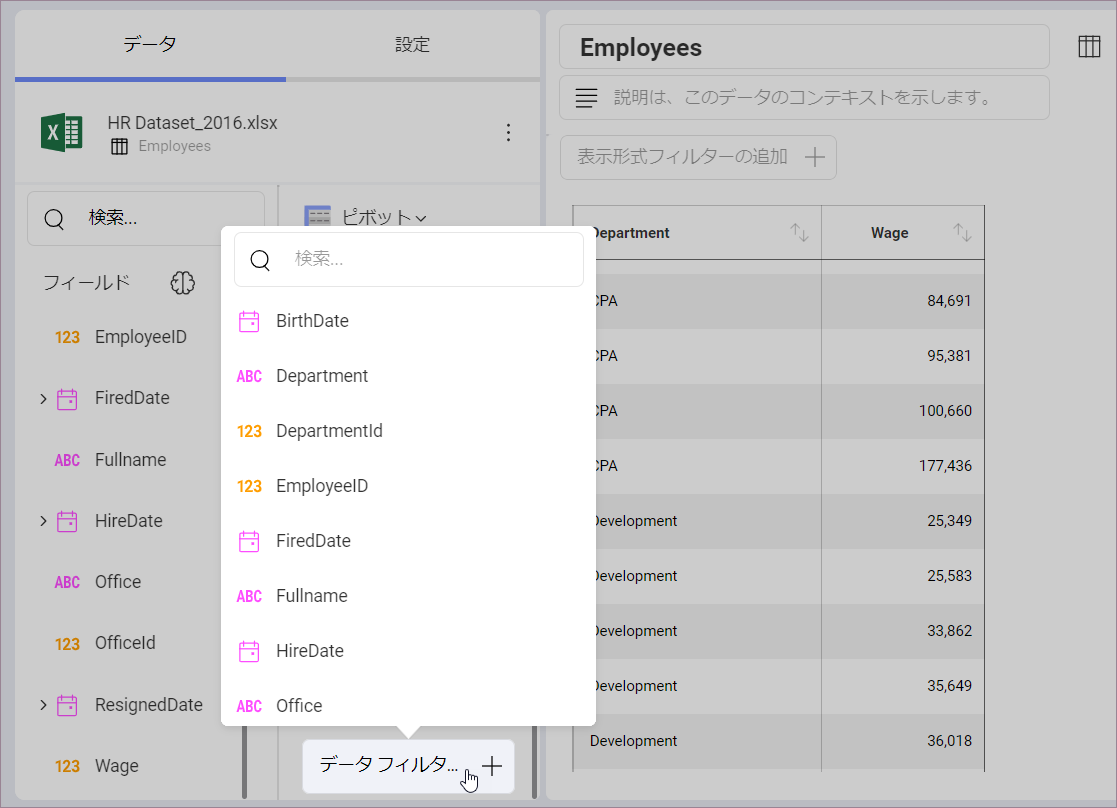 データ
設定
HR Dataset_2016.xlsx
Employees
検索...
ピボット
フィールド
123 EmployeeID
FiredDate
ABC Fullname
HireDate
ABC Office
123 OfficeId
ResignedDate
123 Wage
検索...
BirthDate
ABC Department
123 DepartmentId
123 EmployeeID
FiredDate
ABC Fullname
HireDate
ABC Office
データ フィルタ...
Employees
説明は、このデータのコンテキストを示します。
表示形式フィルターの追加
Department Wage
CPA 84,691
CPA 95,381
CPA 100,660
CPA 177,436
Development 25,349
Development 25,583
Development 33,862
Development 35,649
Development 36,018